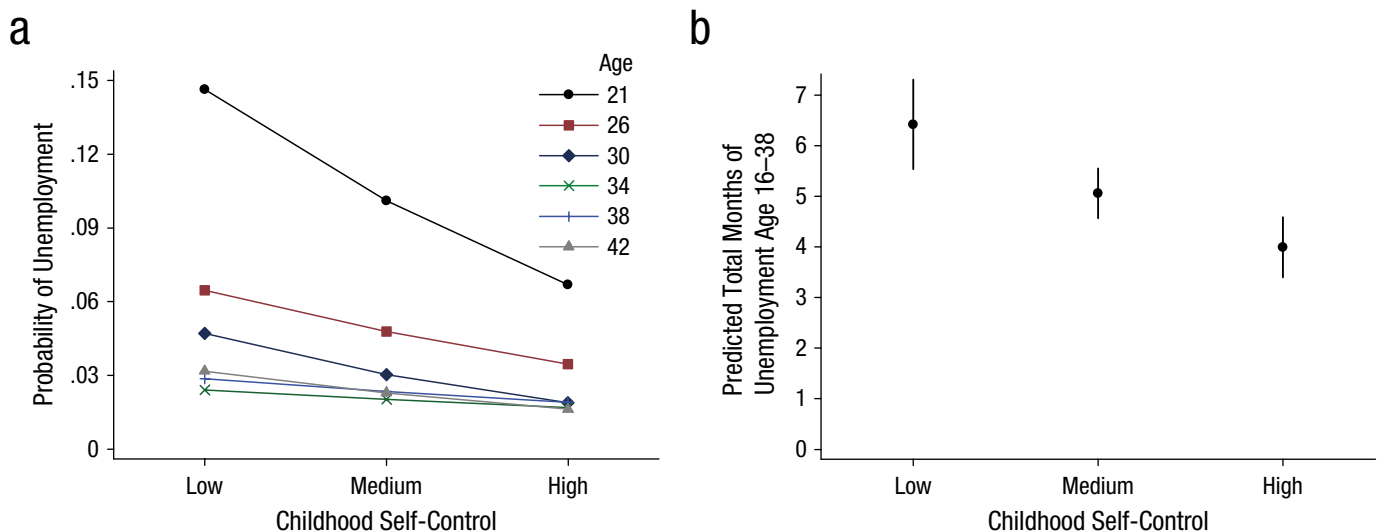 a
Probability of Unemployment
.15
.12
.09
.06
.03
0
Low Medium High
Childhood Self-Control
Age
21
26
30
34
38
42
b
Predicted Total Months of
Unemployment Age 16–38
7
6
5
4
3
2
1
0
Low Medium High
Childhood Self-Control